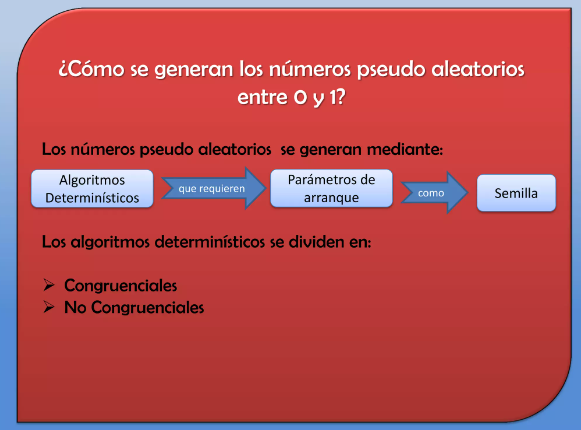 ¿Cómo se generan los números pseudo aleatorios
entre 0 y 1?
Los números pseudo aleatorios se generan mediante:
Algoritmos
Determinísticos
que requieren
Parámetros de
arranque
como
Semilla
Los algoritmos determinísticos se dividen en:
➢ Congruenciales
➢ No Congruenciales